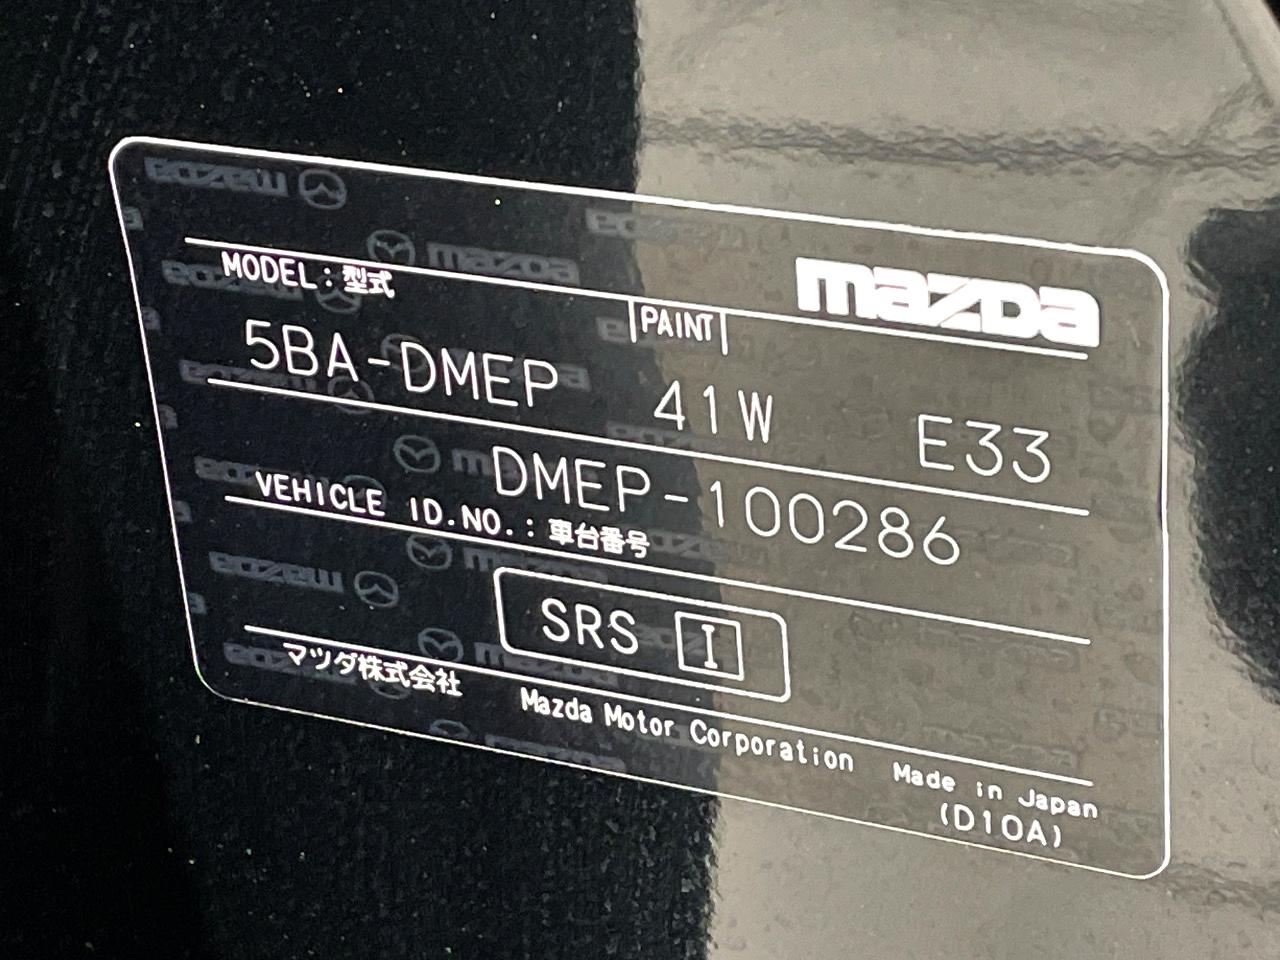 mazda
MODEL:型式
PAINT
5BA-DMEP 41W E33
DMEP-100286
VEHICLE ID.NO.:車台番号
SRS I
マツダ株式会社 Mazda Motor Corporation Made in Japan
(D10A)